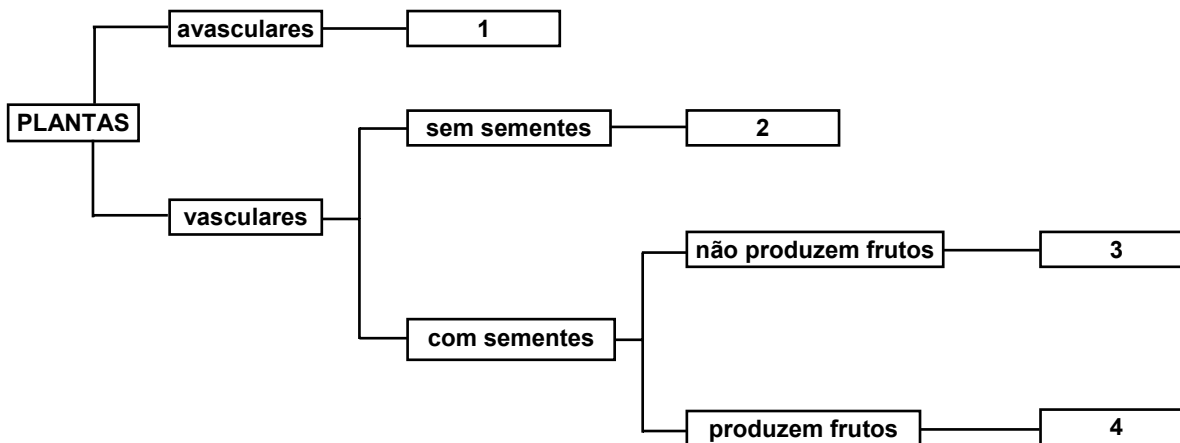 avasculares
1
PLANTAS
sem sementes
2
vasculares
não produzem frutos
3
com sementes
produzem frutos
4